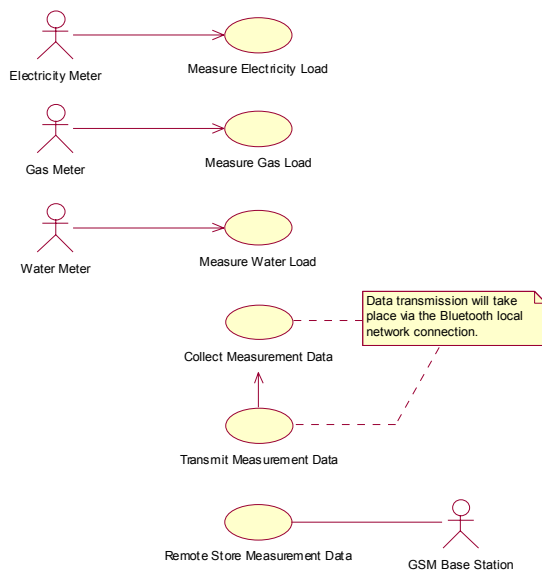 Electricity Meter
Measure Electricity Load
Gas Meter
Measure Gas Load
Water Meter
Measure Water Load
Data transmission will take
place via the Bluetooth local
network connection.
Collect Measurement Data
Transmit Measurement Data
Remote Store Measurement Data
GSM Base Station